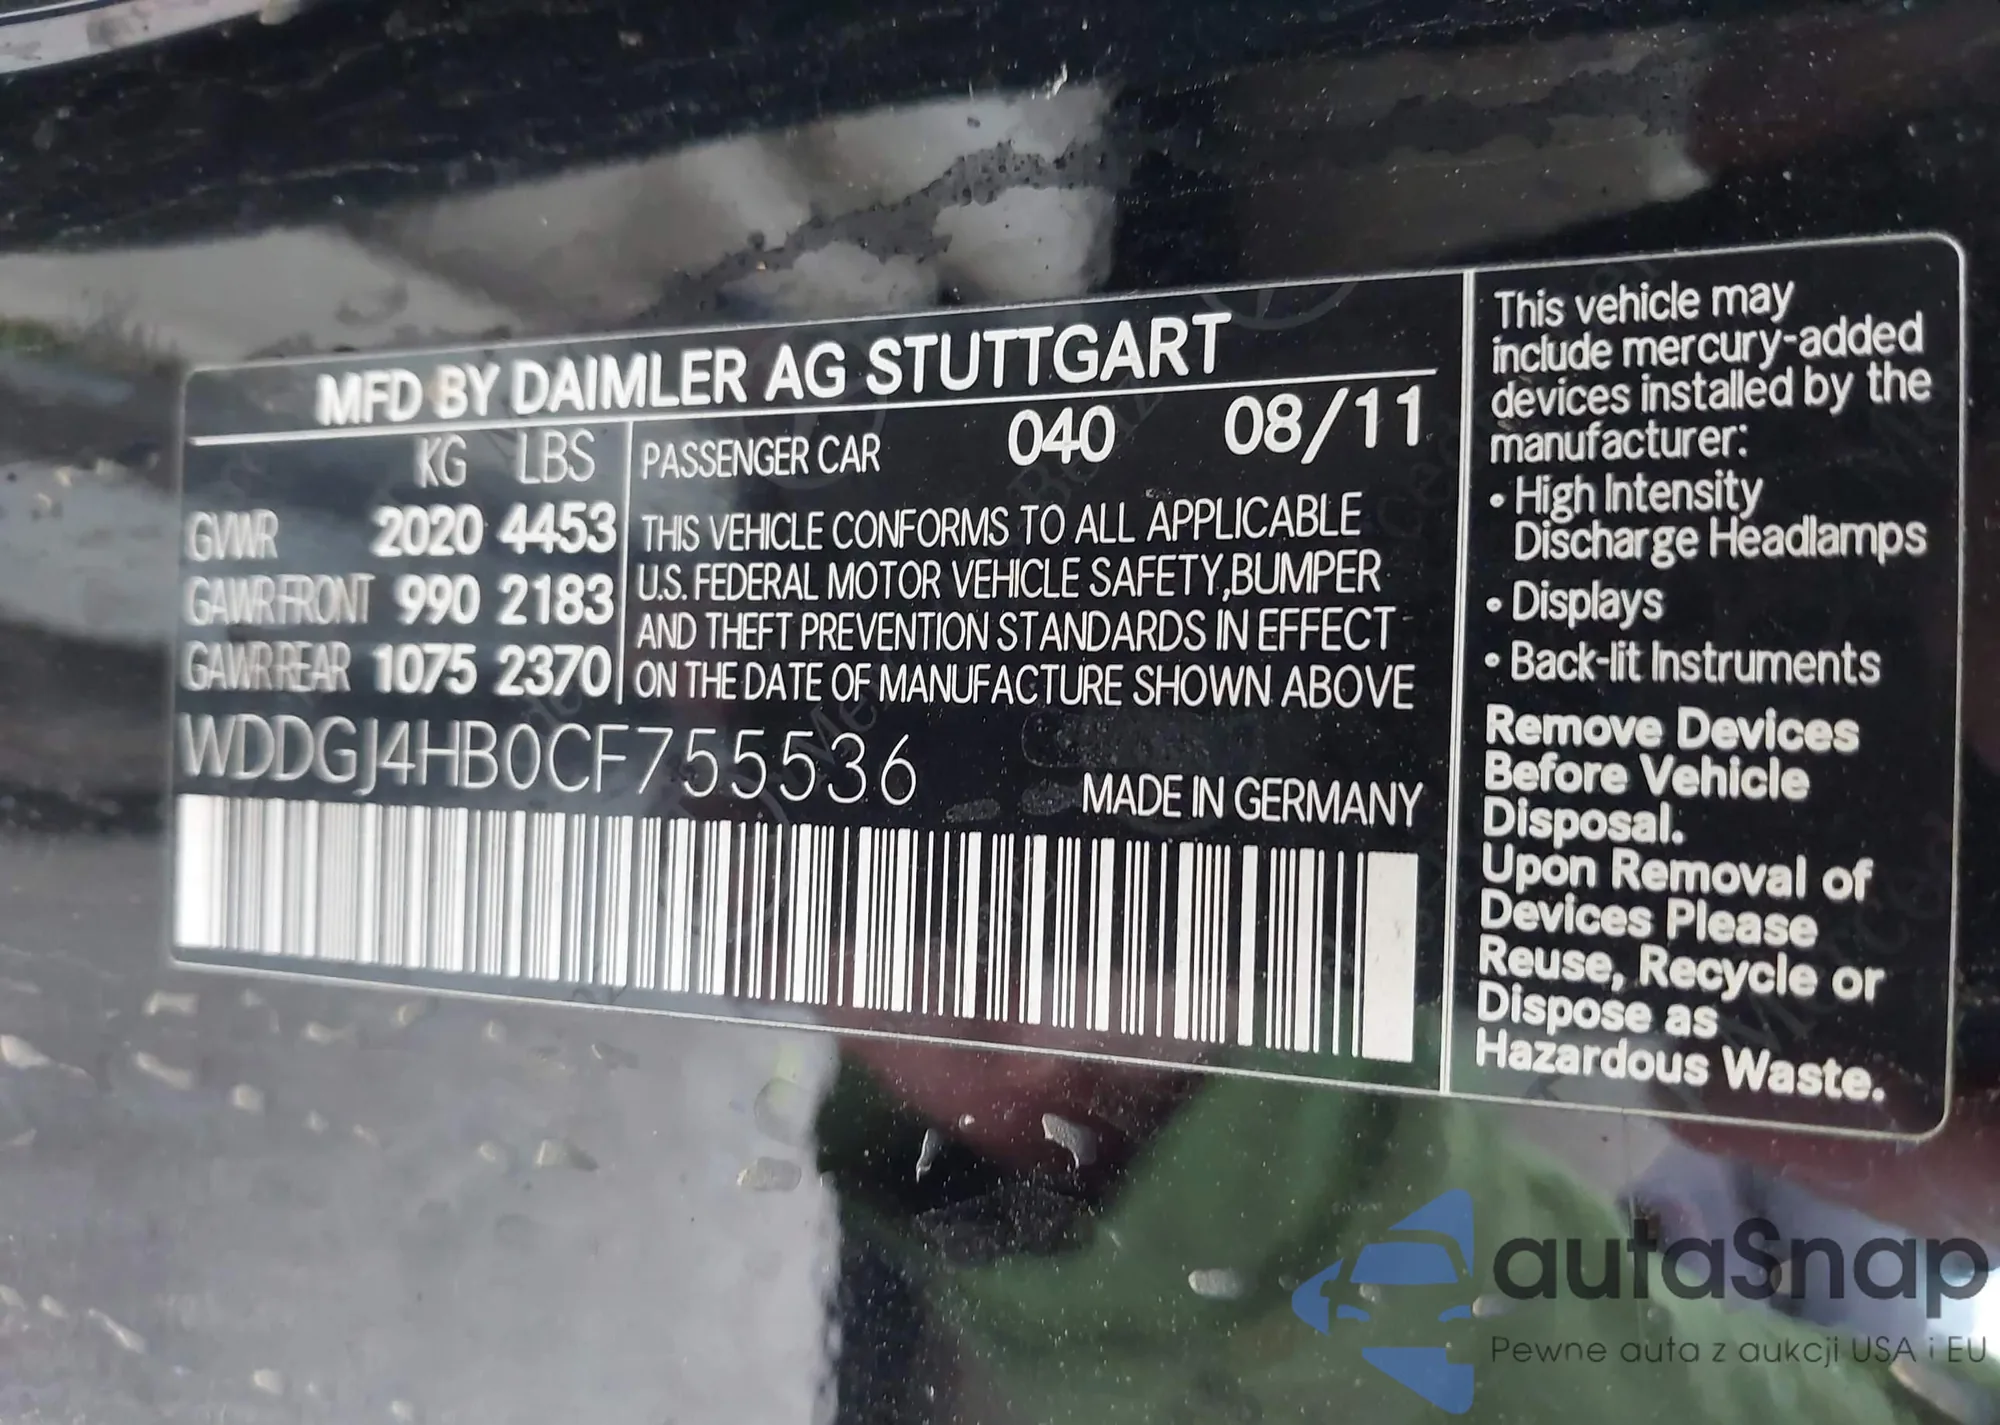 MFD BY DAIMLER AG STUTTGART
KG LBS
GVWR 2020 4453
GAWR FRONT 990 2183
GAWR REAR 1075 2370
PASSENGER CAR 040 08/11
THIS VEHICLE CONFORMS TO ALL APPLICABLE
U.S. FEDERAL MOTOR VEHICLE SAFETY,BUMPER
AND THEFT PREVENTION STANDARDS IN EFFECT
ON THE DATE OF MANUFACTURE SHOWN ABOVE
WDDGJ4HB0CF755536
MADE IN GERMANY
This vehicle may
include mercury-added
devices installed by the
manufacturer:
• High Intensity
Discharge Headlamps
• Displays
• Back-lit Instruments
Remove Devices
Before Vehicle
Disposal.
Upon Removal of
Devices Please
Reuse, Recycle or
Dispose as
Hazardous Waste.
autaSnap
Pewne auta z aukcji USA i EU